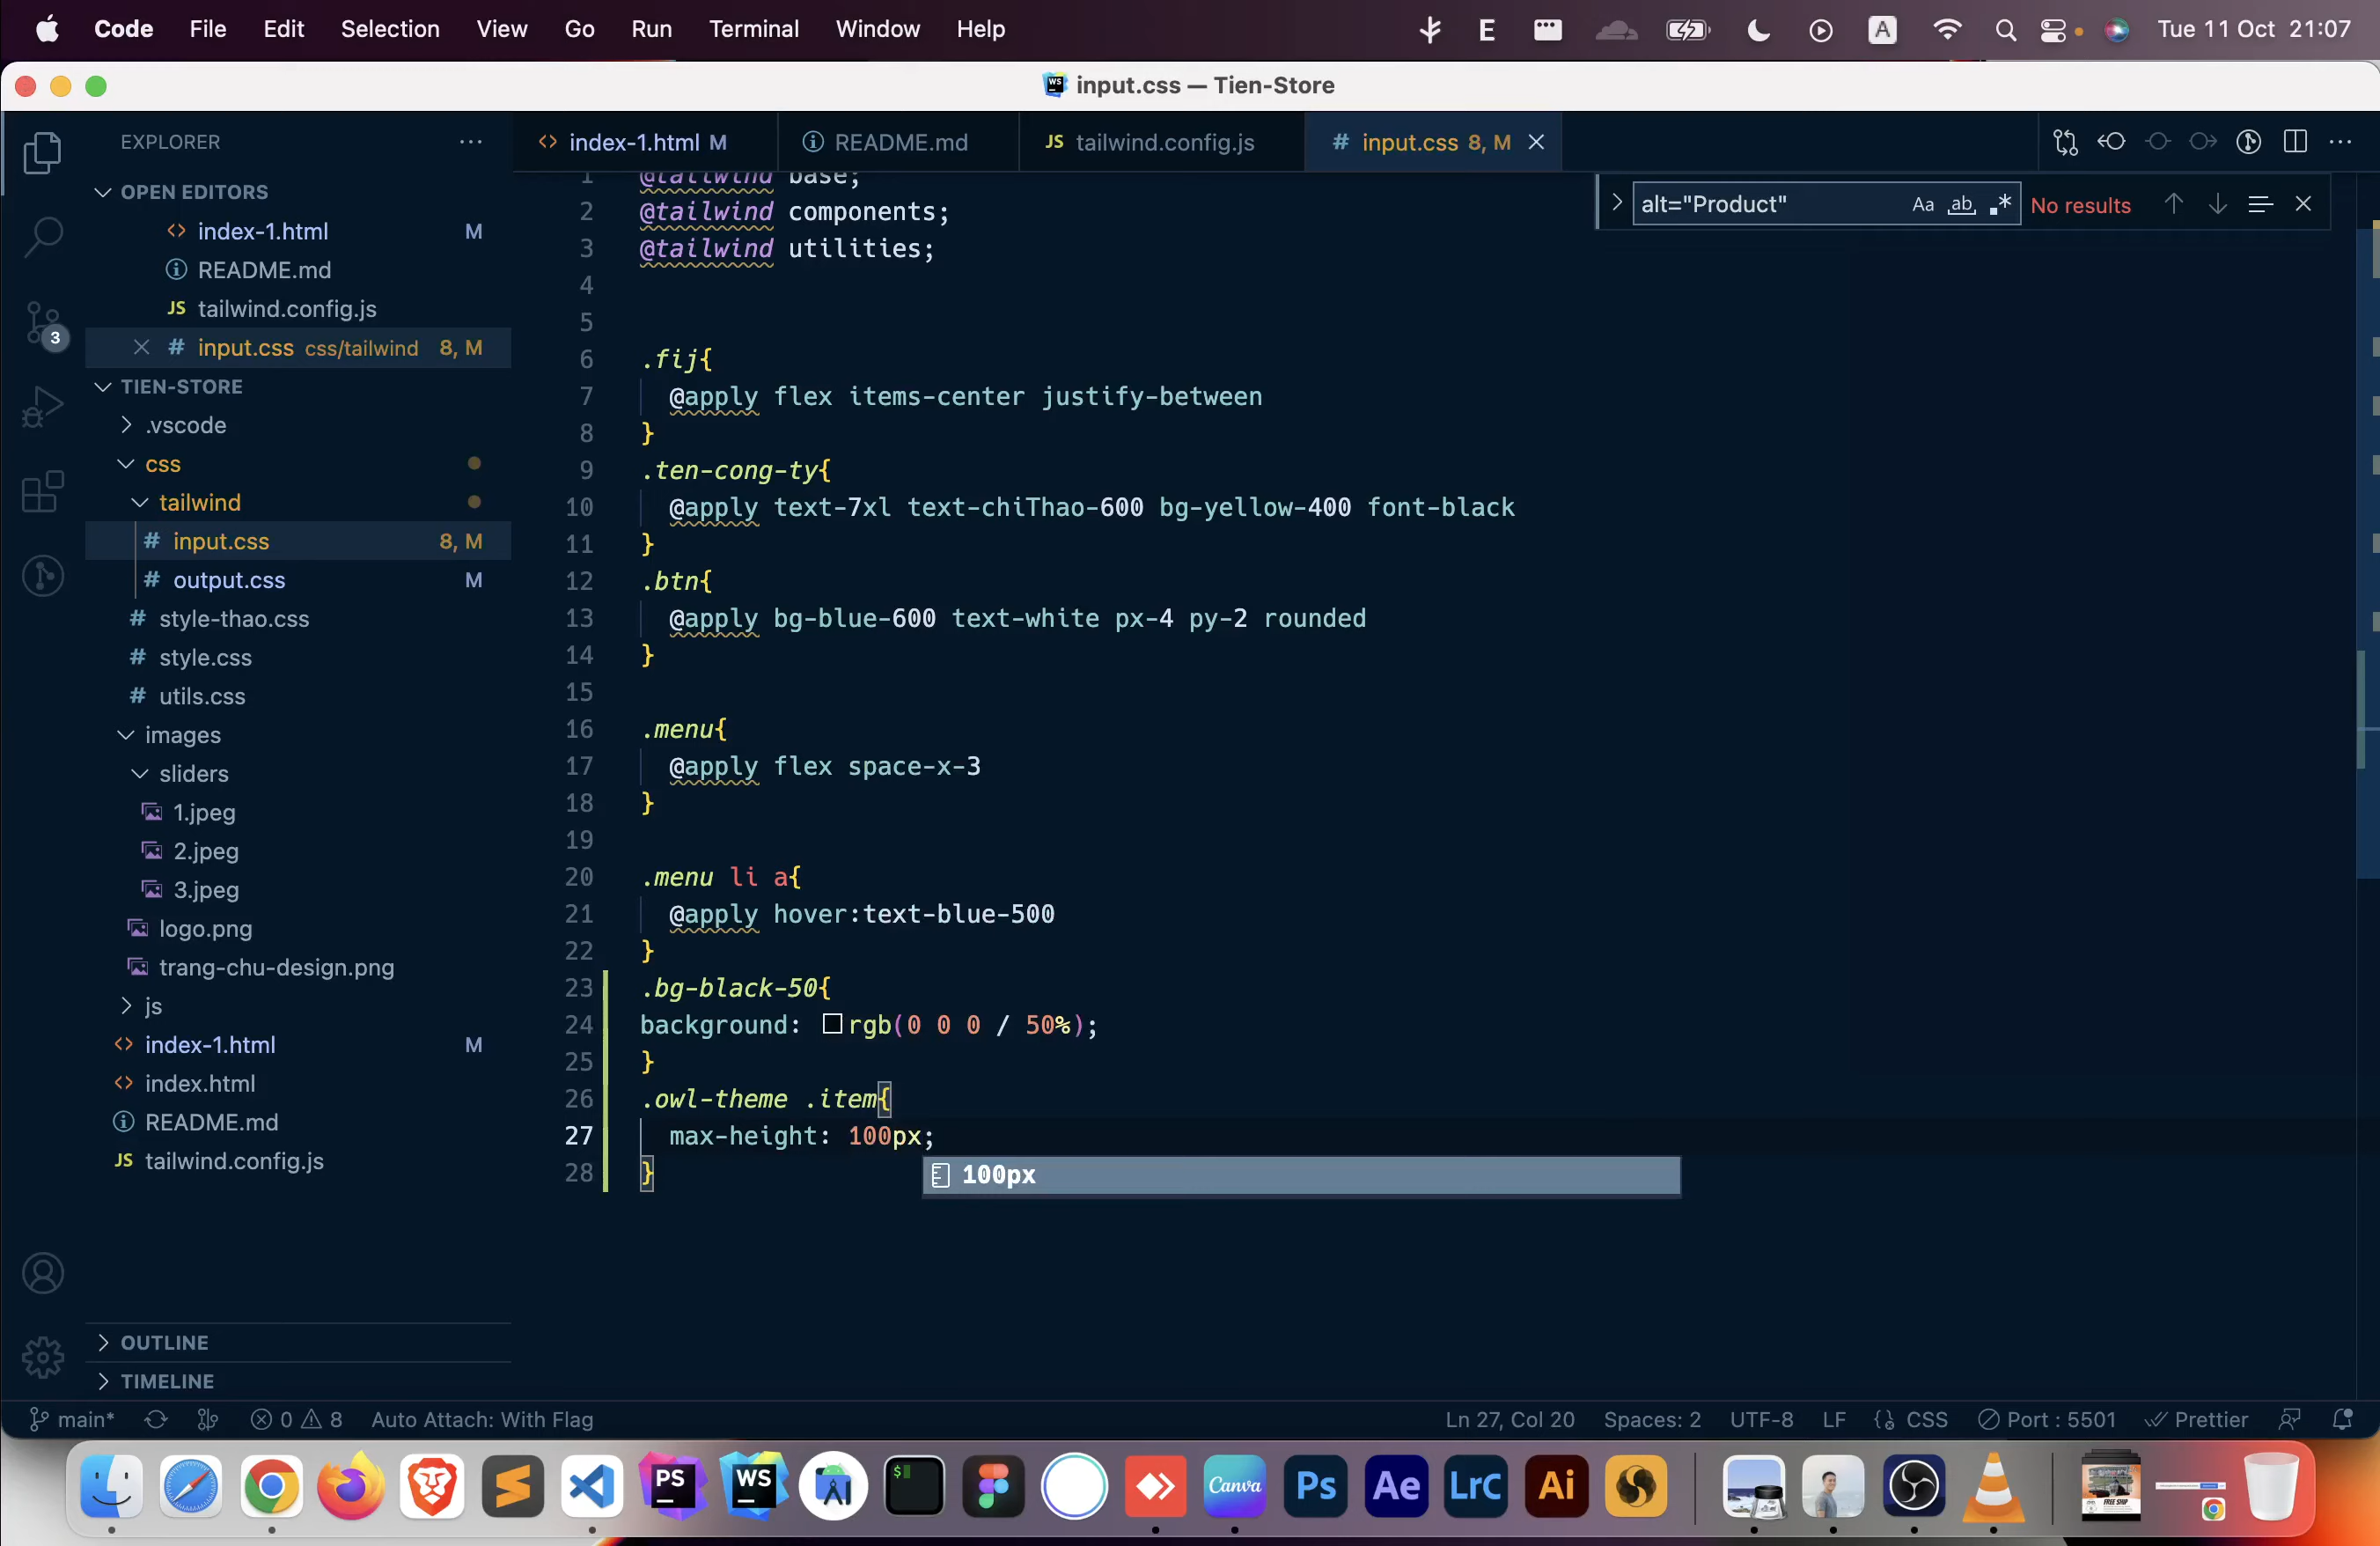 Code File Edit Selection View Go Run Terminal Window Help E A Tue 11 Oct 21:07
input.css — Tien-Store
EXPLORER
index-1.html M README.md JS tailwind.config.js # input.css 8, M
OPEN EDITORS
index-1.html M
README.md
JS tailwind.config.js
# input.css css/tailwind 8, M
TIEN-STORE
.vscode
css
tailwind
# input.css 8, M
# output.css M
# style-thao.css
# style.css
# utils.css
images
sliders
1.jpeg
2.jpeg
3.jpeg
logo.png
trang-chu-design.png
js
index-1.html M
index.html
README.md
JS tailwind.config.js
OUTLINE
TIMELINE
3
alt="Product" Aa ab .* No results
1 @tailwind base;
2 @tailwind components;
3 @tailwind utilities;
4
5
6 .fij{
7 @apply flex items-center justify-between
8 }
9 .ten-cong-ty{
10 @apply text-7xl text-chiThao-600 bg-yellow-400 font-black
11 }
12 .btn{
13 @apply bg-blue-600 text-white px-4 py-2 rounded
14 }
15
16 .menu{
17 @apply flex space-x-3
18 }
19
20 .menu li a{
21 @apply hover:text-blue-500
22 }
23 .bg-black-50{
24 background: rgb(0 0 0 / 50%);
25 }
26 .owl-theme .item{
27 max-height: 100px;
28 }
100px
main* 0 8 Auto Attach: With Flag Ln 27, Col 20 Spaces: 2 UTF-8 LF CSS Port : 5501 Prettier
PS WS $ Canva Ps Ae LrC Ai FREE SHIP